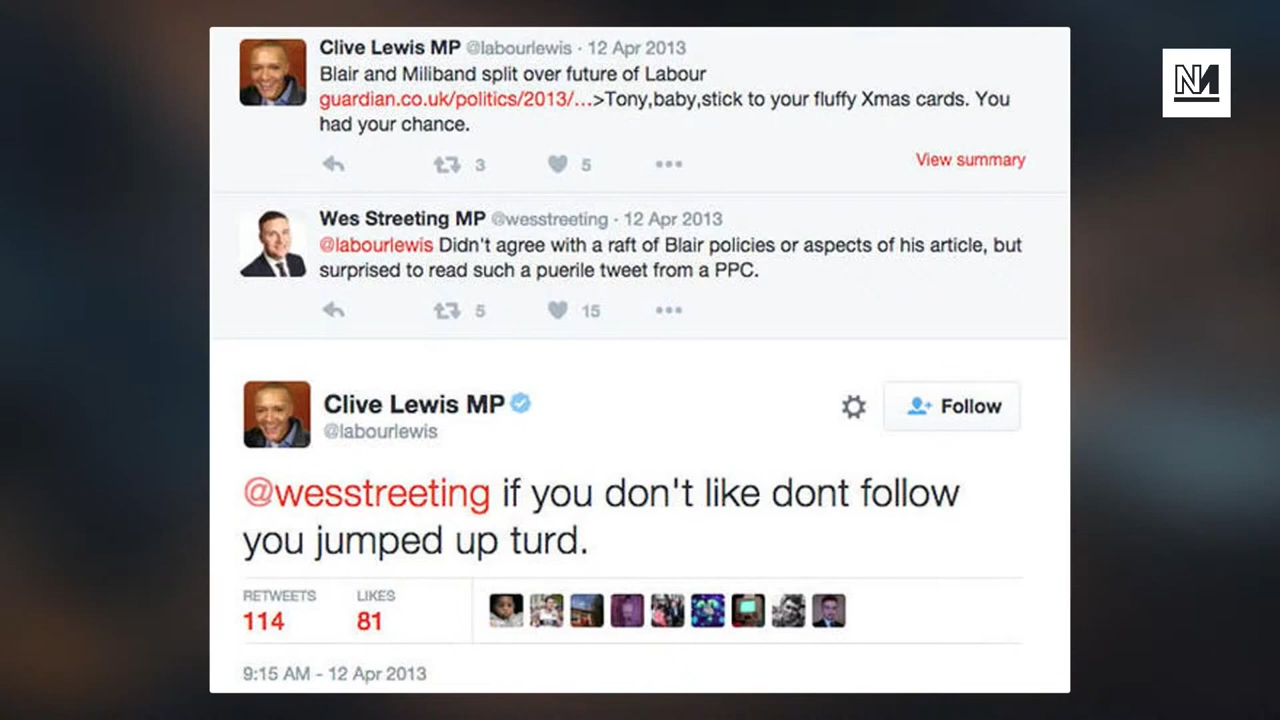 Clive Lewis MP @labourlewis · 12 Apr 2013
Blair and Miliband split over future of Labour
guardian.co.uk/politics/2013/...>Tony,baby,stick to your fluffy Xmas cards. You
had your chance.
3 5
View summary
Wes Streeting MP @wesstreeting · 12 Apr 2013
@labourlewis Didn't agree with a raft of Blair policies or aspects of his article, but
surprised to read such a puerile tweet from a PPC.
5 15
Clive Lewis MP
@labourlewis
Follow
@wesstreeting if you don't like dont follow
you jumped up turd.
RETWEETS LIKES
114 81
9:15 AM - 12 Apr 2013
NM